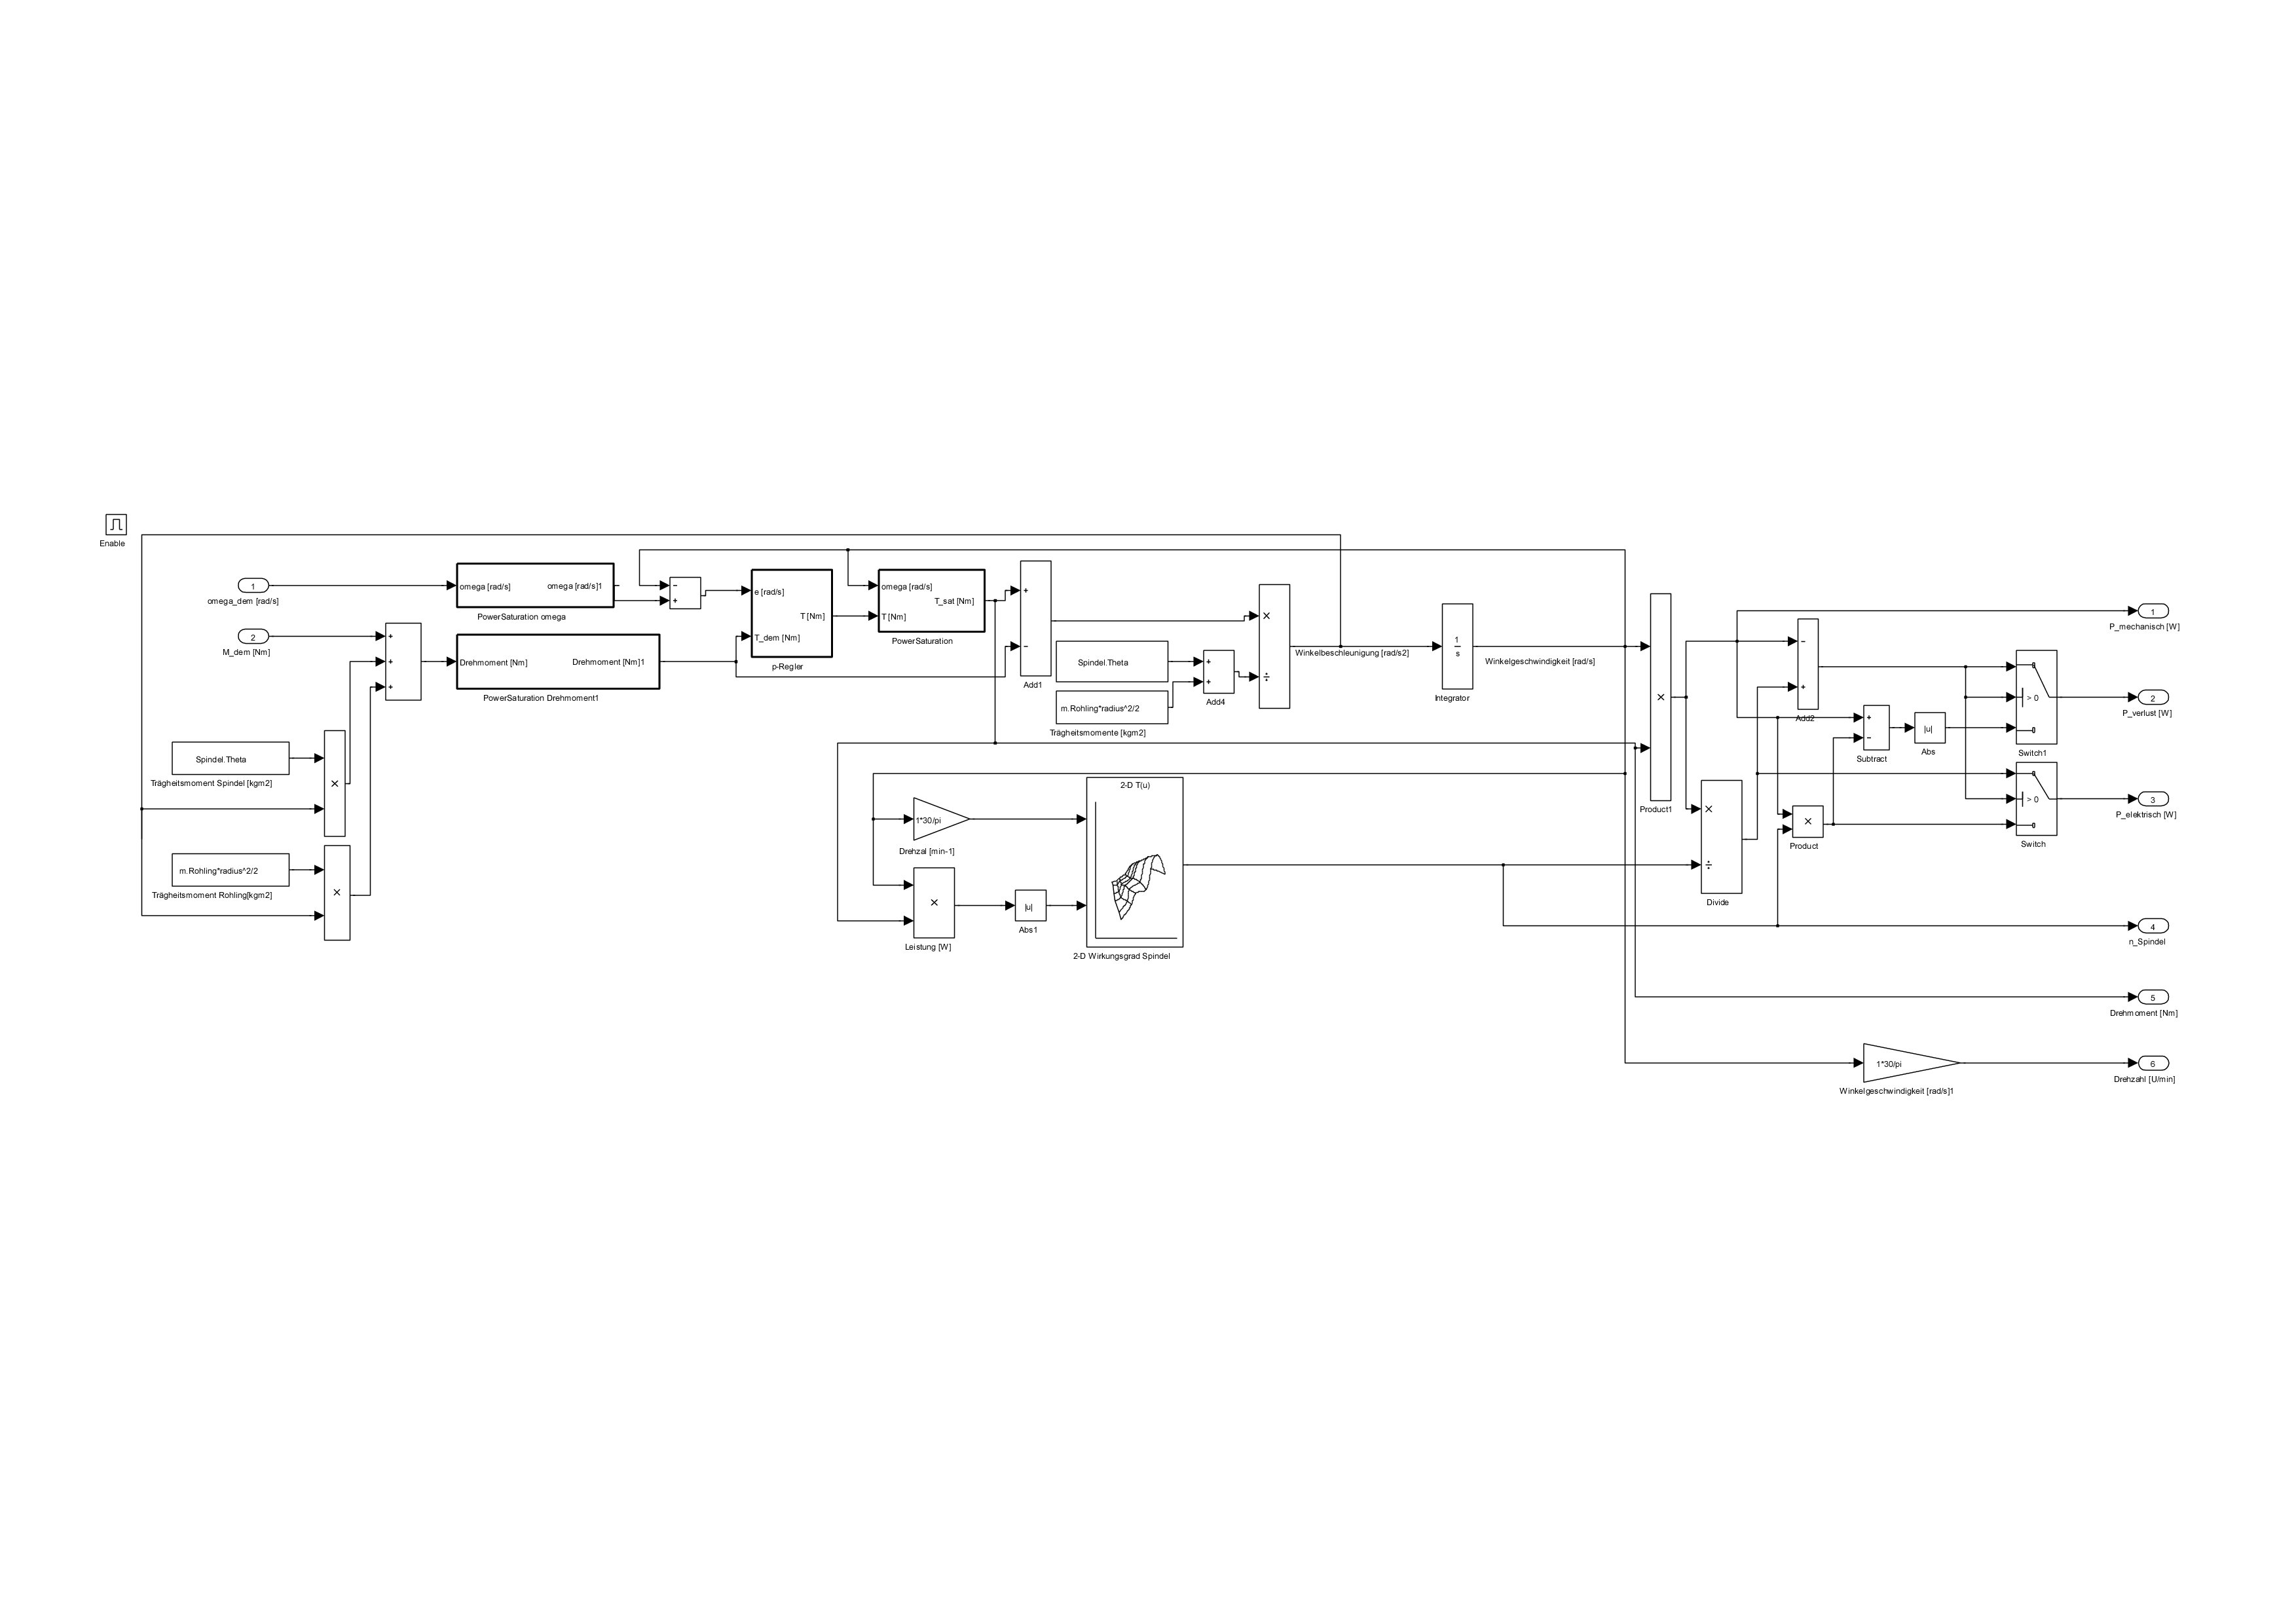 Enable
1
omega_dem [rad/s]
2
M_dem [Nm]
omega [rad/s]
omega [rad/s]1
PowerSaturation omega
Drehmoment [Nm]
Drehmoment [Nm]1
PowerSaturation Drehmoment1
+
+
+
Spindel.Theta
Trägheitsmoment Spindel [kgm2]
×
m.Rohling*radius^2/2
Trägheitsmoment Rohling[kgm2]
×
−
+
e [rad/s]
T [Nm]
T_dem [Nm]
p-Regler
omega [rad/s]
T_sat [Nm]
T [Nm]
PowerSaturation
+
−
Add1
Spindel.Theta
m.Rohling*radius^2/2
Trägheitsmomente [kgm2]
+
+
Add4
×
÷
Winkelbeschleunigung [rad/s2]
1
s
Integrator
Winkelgeschwindigkeit [rad/s]
1*30/pi
Drehzal [min-1]
×
Leistung [W]
|u|
Abs1
2-D T(u)
2-D Wirkungsgrad Spindel
×
Product1
×
÷
Divide
−
+
Add2
×
Product
+
−
Subtract
|u|
Abs
> 0
Switch1
> 0
Switch
1*30/pi
Winkelgeschwindigkeit [rad/s]1
1
P_mechanisch [W]
2
P_verlust [W]
3
P_elektrisch [W]
4
n_Spindel
5
Drehmoment [Nm]
6
Drehzahl [U/min]